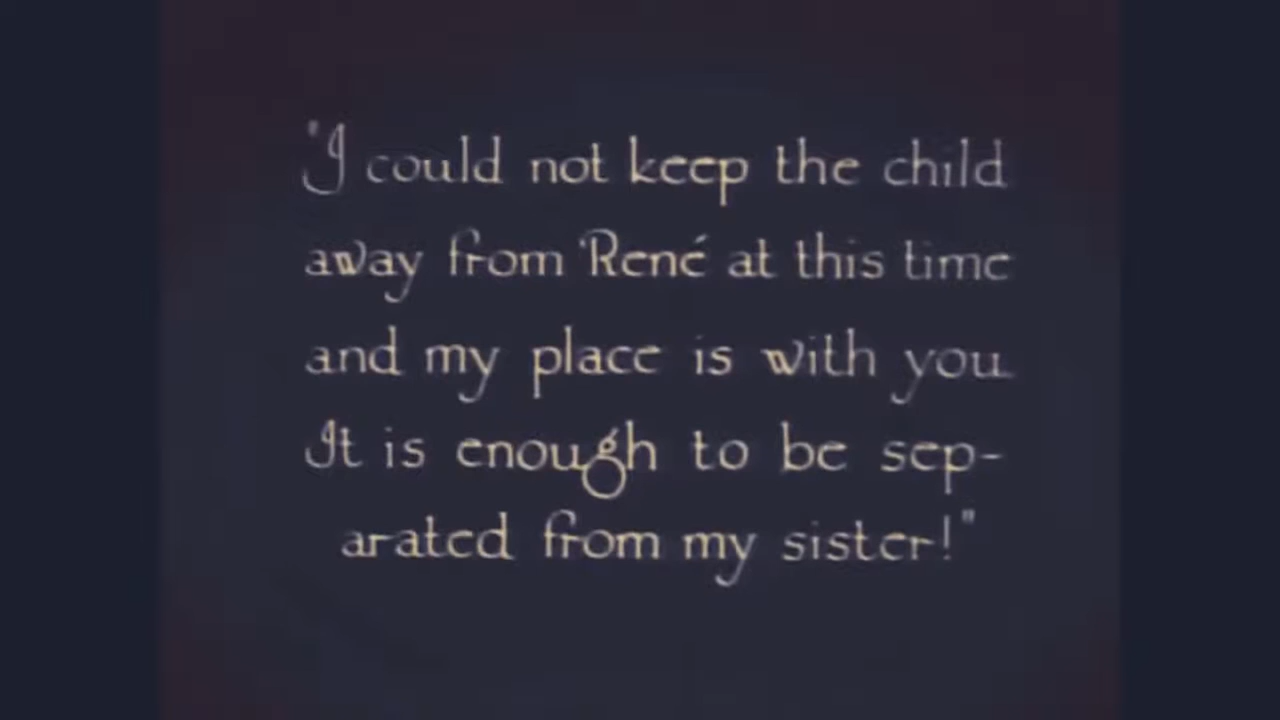 "I could not keep the child
away from René at this time
and my place is with you
It is enough to be sep-
arated from my sister!"